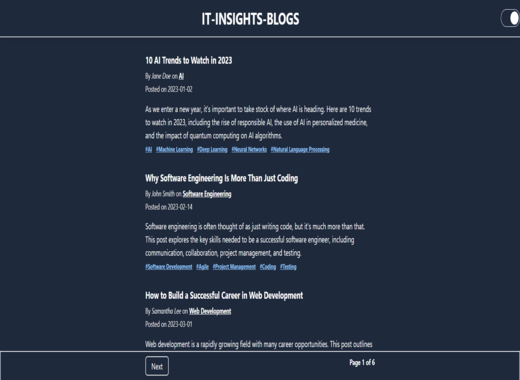 IT-INSIGHTS-BLOGS
10 AI Trends to Watch in 2023
By Jane Doe on AI
Posted on 2023-01-02
As we enter a new year, it's important to take stock of where AI is heading. Here are 10 trends
to watch in 2023, including the rise of responsible AI, the use of AI in personalized medicine,
and the impact of quantum computing on AI algorithms.
#AI #Machine Learning #Deep Learning #Neural Networks #Natural Language Processing
Why Software Engineering Is More Than Just Coding
By John Smith on Software Engineering
Posted on 2023-02-14
Software engineering is often thought of as just writing code, but it's much more than that.
This post explores the key skills needed to be a successful software engineer, including
communication, collaboration, project management, and testing.
#Software Development #Agile #Project Management #Coding #Testing
How to Build a Successful Career in Web Development
By Samantha Lee on Web Development
Posted on 2023-03-01
Web development is a rapidly growing field with many career opportunities. This post outlines
Next
Page 1 of 6